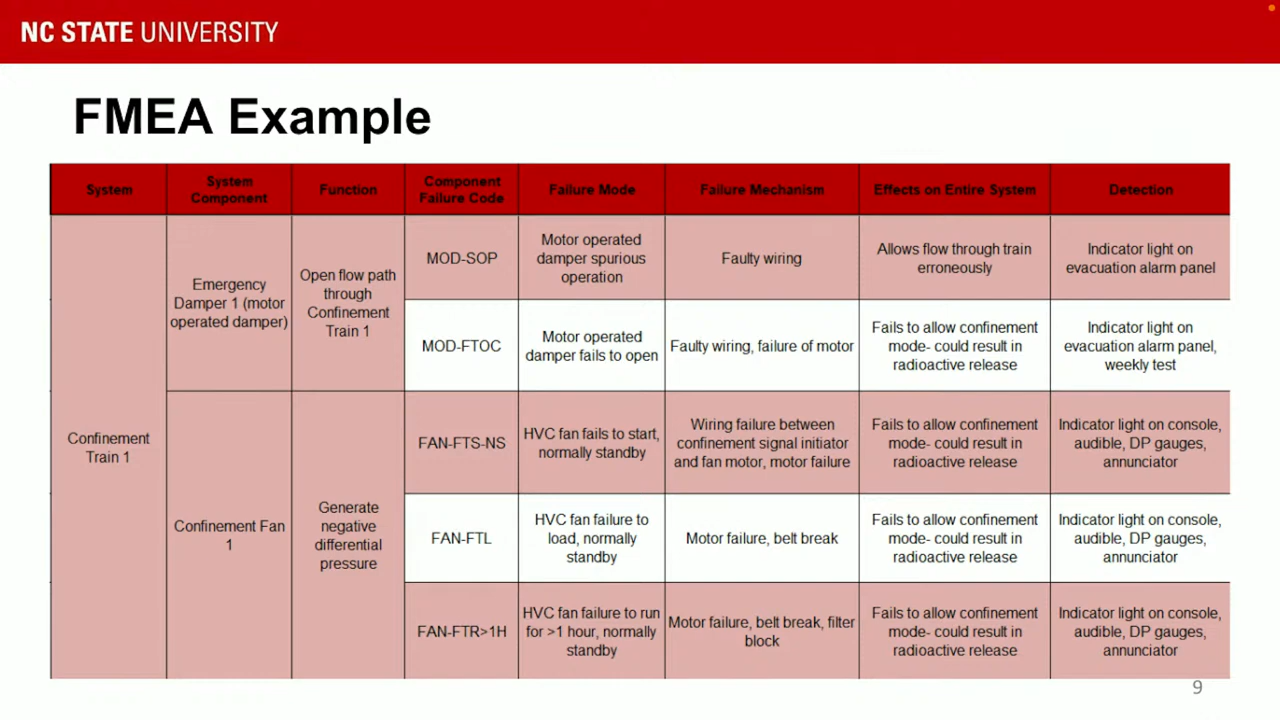 NC STATE UNIVERSITY
FMEA Example
System
System
Component
Function
Component
Failure Code
Failure Mode
Failure Mechanism
Effects on Entire System
Detection
Confinement
Train 1
Emergency
Damper 1 (motor
operated damper)
Open flow path
through
Confinement
Train 1
MOD-SOP
Motor operated
damper spurious
operation
Faulty wiring
Allows flow through train
erroneously
Indicator light on
evacuation alarm panel
MOD-FTOC
Motor operated
damper fails to open
Faulty wiring, failure of motor
Fails to allow confinement
mode- could result in
radioactive release
Indicator light on
evacuation alarm panel,
weekly test
Confinement Fan
1
Generate
negative
differential
pressure
FAN-FTS-NS
HVC fan fails to start,
normally standby
Wiring failure between
confinement signal initiator
and fan motor, motor failure
Fails to allow confinement
mode- could result in
radioactive release
Indicator light on console,
audible, DP gauges,
annunciator
FAN-FTL
HVC fan failure to
load, normally
standby
Motor failure, belt break
Fails to allow confinement
mode- could result in
radioactive release
Indicator light on console,
audible, DP gauges,
annunciator
FAN-FTR>1H
HVC fan failure to run
for >1 hour, normally
standby
Motor failure, belt break, filter
block
Fails to allow confinement
mode- could result in
radioactive release
Indicator light on console,
audible, DP gauges,
annunciator
9